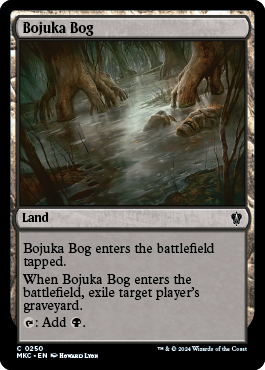 Bojuka Bog
Land
Bojuka Bog enters the battlefield
tapped.
When Bojuka Bog enters the
battlefield, exile target player's
graveyard.
: Add .
C 0250
MKC • EN Howard Lyon
™ & © 2024 Wizards of the Coast